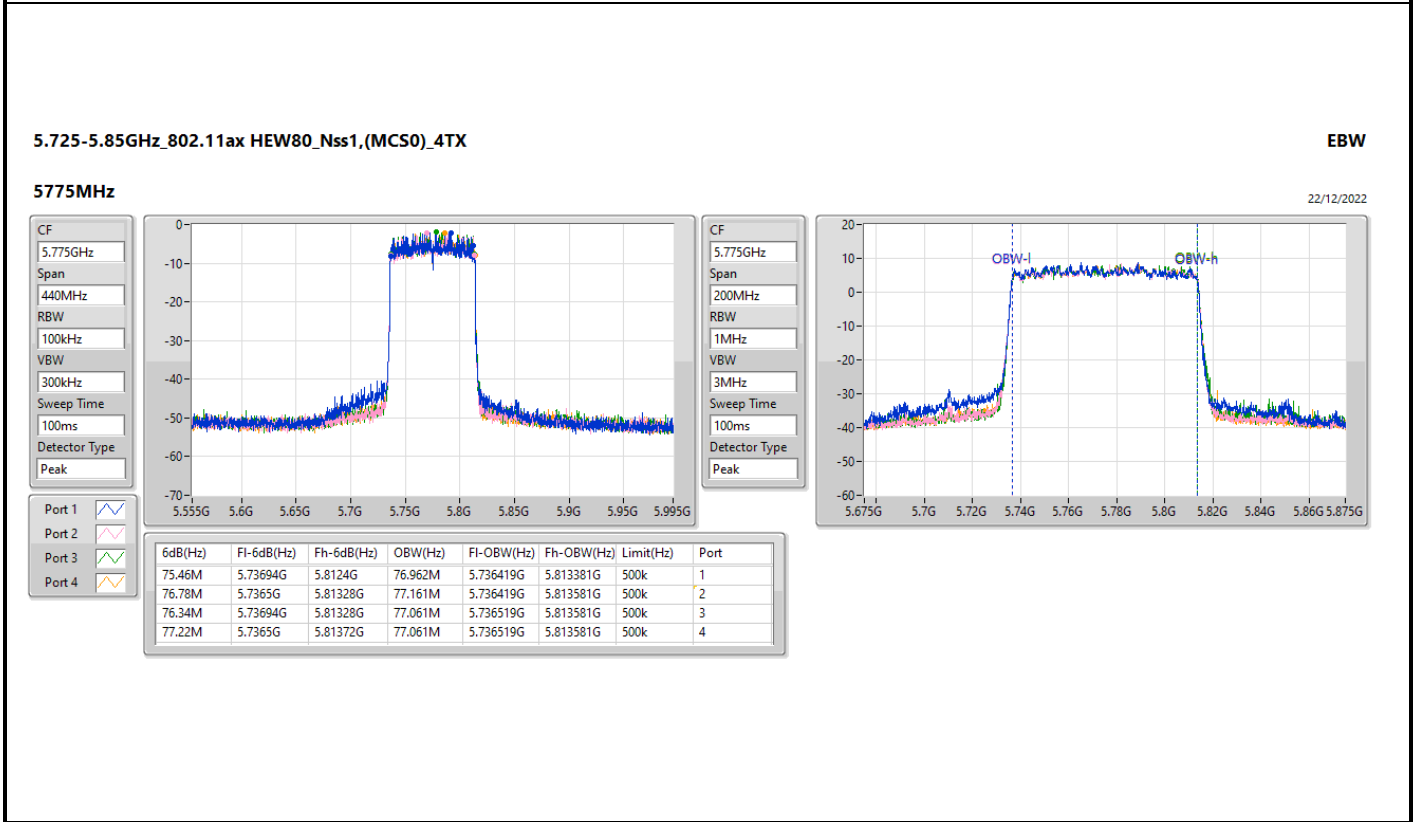 5.725-5.85GHz_802.11ax HEW80_Nss1,(MCS0)_4TX
EBW
5775MHz
22/12/2022
CF
5.775GHz
Span
440MHz
RBW
100kHz
VBW
300kHz
Sweep Time
100ms
Detector Type
Peak
0
-10
-20
-30
-40
-50
-60
-70
5.555G 5.6G 5.65G 5.7G 5.75G 5.8G 5.85G 5.9G 5.95G 5.995G
CF
5.775GHz
Span
200MHz
RBW
1MHz
VBW
3MHz
Sweep Time
100ms
Detector Type
Peak
20
10
0
-10
-20
-30
-40
-50
-60
OBW-l OBW-h
5.675G 5.7G 5.72G 5.74G 5.76G 5.78G 5.8G 5.82G 5.84G 5.86G 5.875G
Port 1
Port 2
Port 3
Port 4
6dB(Hz) Fl-6dB(Hz) Fh-6dB(Hz) OBW(Hz) Fl-OBW(Hz) Fh-OBW(Hz) Limit(Hz) Port
75.46M 5.73694G 5.8124G 76.962M 5.736419G 5.813381G 500k 1
76.78M 5.7365G 5.81328G 77.161M 5.736419G 5.813581G 500k 2
76.34M 5.73694G 5.81328G 77.061M 5.736519G 5.813581G 500k 3
77.22M 5.7365G 5.81372G 77.061M 5.736519G 5.813581G 500k 4